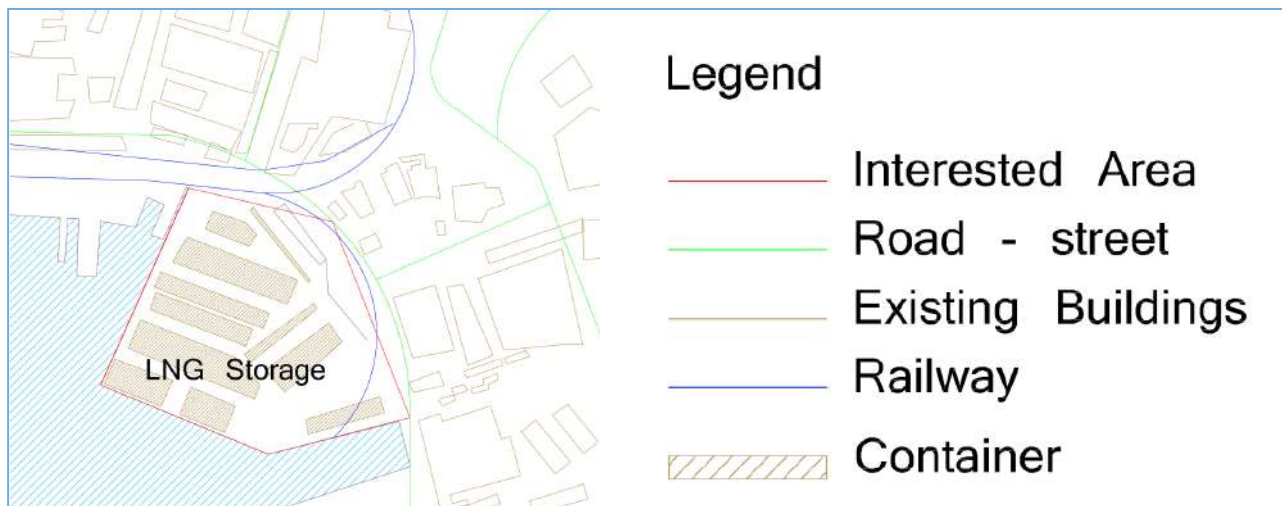 LNG Storage
Legend
Interested Area
Road - street
Existing Buildings
Railway
Container